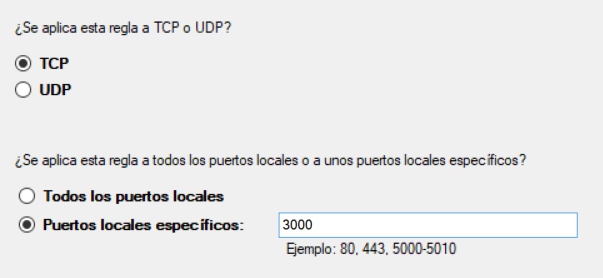 ¿Se aplica esta regla a TCP o UDP?
TCP
UDP
¿Se aplica esta regla a todos los puertos locales o a unos puertos locales específicos?
Todos los puertos locales
Puertos locales específicos: 3000
Ejemplo: 80, 443, 5000-5010